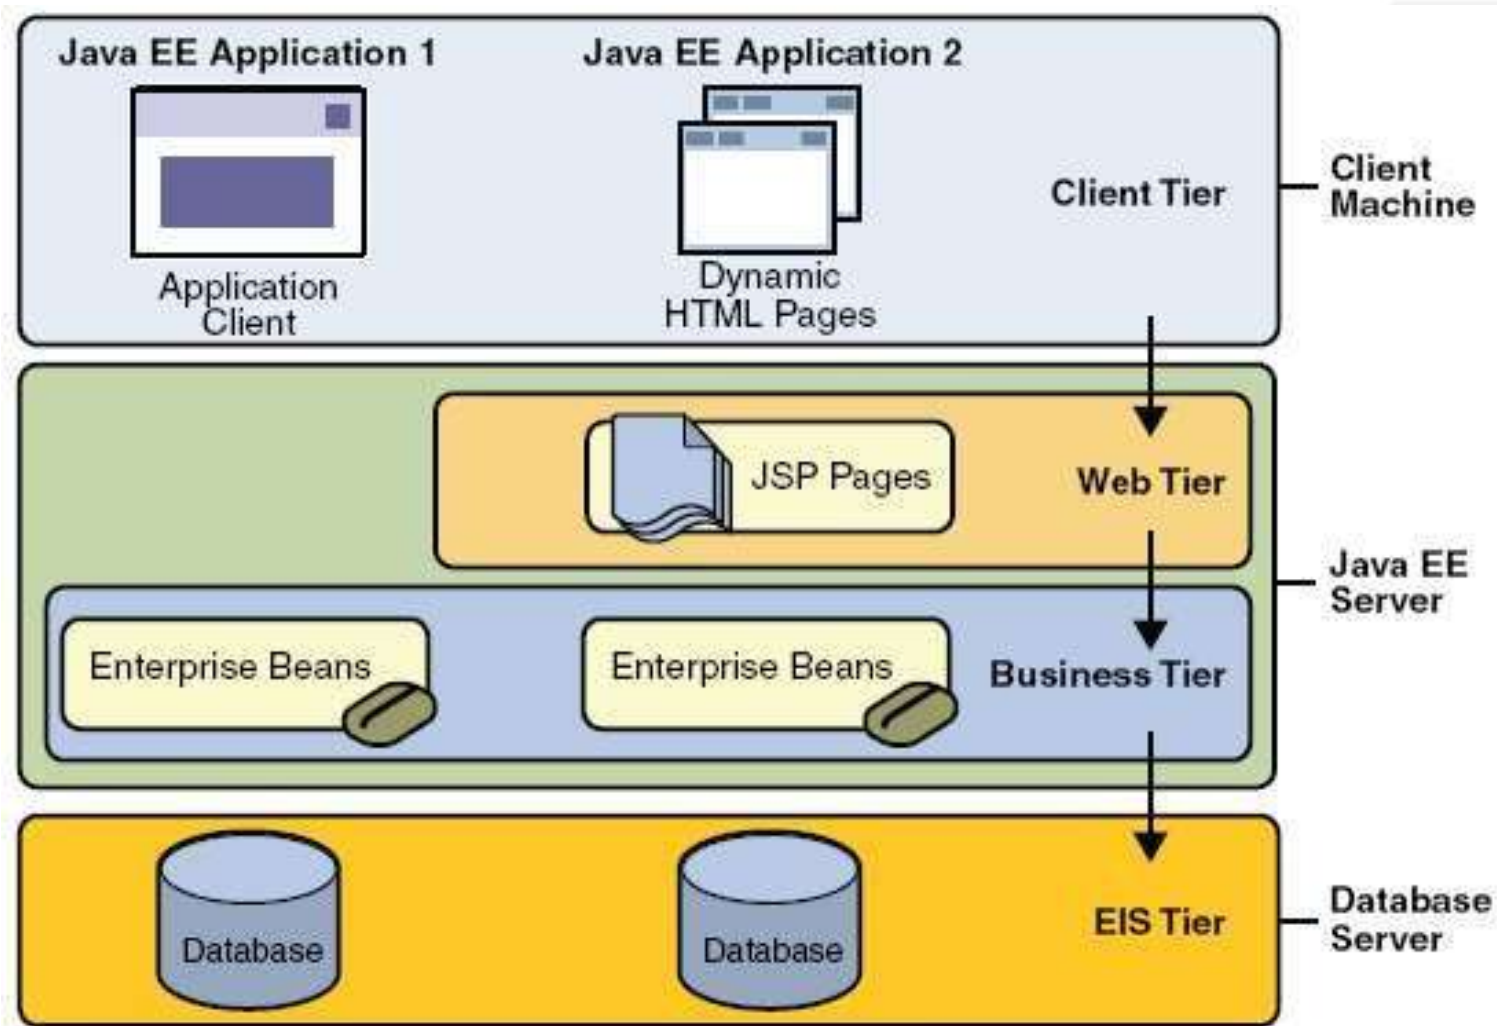 Java EE Application 1
Java EE Application 2
Application
Client
Dynamic
HTML Pages
Client Tier
Client
Machine
JSP Pages
Web Tier
Java EE
Server
Enterprise Beans
Enterprise Beans
Business Tier
Database
Database
EIS Tier
Database
Server